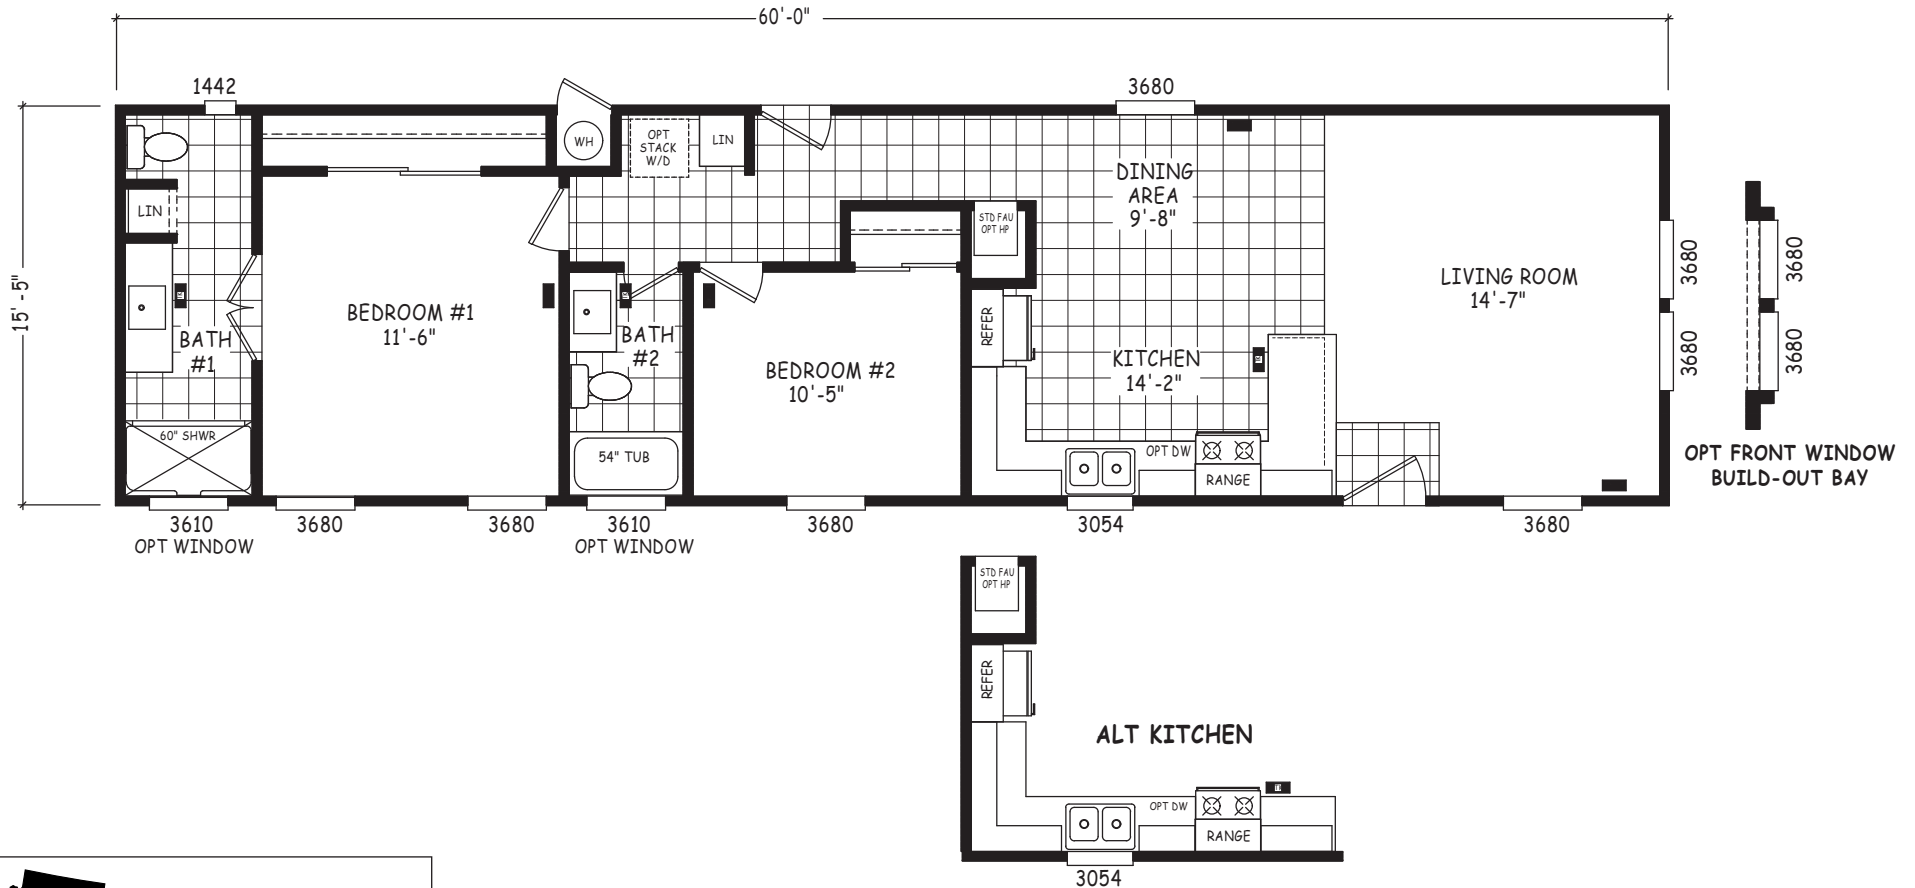 60'-0"
1442
3680
WH
OPT
STACK
W/D
LIN
DINING
AREA
9'-8"
LIN
STD FAU
OPT HP
15'-5"
BATH
#1
BEDROOM #1
11'-6"
BATH
#2
BEDROOM #2
10'-5"
REFER
KITCHEN
14'-2"
LIVING ROOM
14'-7"
3680
3680
3680
3680
60" SHWR
54" TUB
OPT DW
RANGE
OPT FRONT WINDOW
BUILD-OUT BAY
3610
OPT WINDOW
3680
3680
3610
OPT WINDOW
3680
3054
3680
STD FAU
OPT HP
REFER
ALT KITCHEN
OPT DW
RANGE
3054